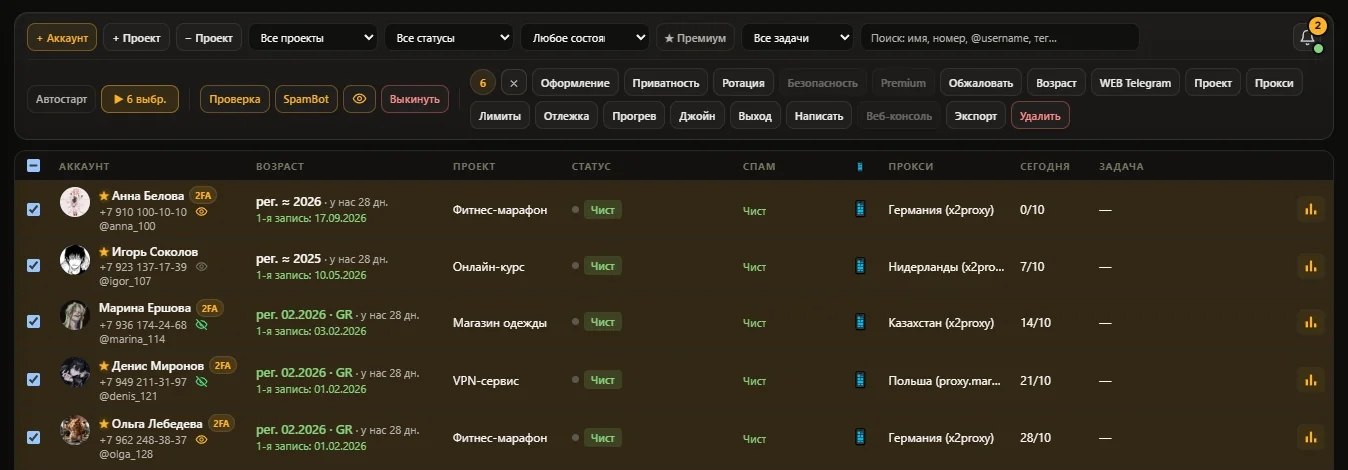 + Аккаунт + Проект − Проект Все проекты Все статусы Любое состоя ★ Премиум Все задачи Поиск: имя, номер, @username, тег... 2
Автостарт ▶ 6 выбр. Проверка SpamBot Выкинуть
6 × Оформление Приватность Ротация Безопасность Premium Обжаловать Возраст WEB Telegram Проект Прокси
Лимиты Отлежка Прогрев Джойн Выход Написать Веб-консоль Экспорт Удалить
АККАУНТ ВОЗРАСТ ПРОЕКТ СТАТУС СПАМ ПРОКСИ СЕГОДНЯ ЗАДАЧА
★ Анна Белова 2FA
+7 910 100-10-10
@anna_100
рег. ≈ 2026 · у нас 28 дн.
1-я запись: 17.09.2026
Фитнес-марафон Чист Чист Германия (x2proxy) 0/10 —
★ Игорь Соколов
+7 923 137-17-39
@igor_107
рег. ≈ 2025 · у нас 28 дн.
1-я запись: 10.05.2026
Онлайн-курс Чист Чист Нидерланды (x2pro... 7/10 —
Марина Ершова 2FA
+7 936 174-24-68
@marina_114
рег. 02.2026 · GR · у нас 28 дн.
1-я запись: 03.02.2026
Магазин одежды Чист Чист Казахстан (x2proxy) 14/10 —
★ Денис Миронов 2FA
+7 949 211-31-97
@denis_121
рег. 02.2026 · GR · у нас 28 дн.
1-я запись: 01.02.2026
VPN-сервис Чист Чист Польша (proxy.mar... 21/10 —
★ Ольга Лебедева 2FA
+7 962 248-38-37
@olga_128
рег. 02.2026 · GR · у нас 28 дн.
1-я запись: 01.02.2026
Фитнес-марафон Чист Чист Германия (x2proxy) 28/10 —